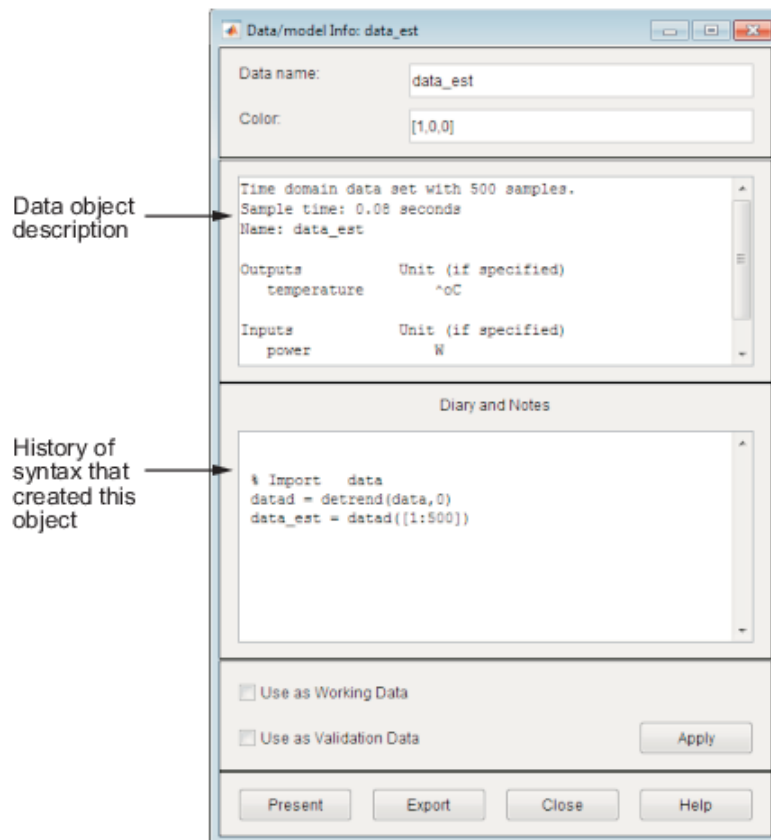 Data/model Info: data_est
Data name:
data_est
Color:
[1,0,0]
Data object
description
Time domain data set with 500 samples.
Sample time: 0.08 seconds
Name: data_est
Outputs Unit (if specified)
temperature ^oC
Inputs Unit (if specified)
power W
Diary and Notes
History of
syntax that
created this
object
% Import data
datad = detrend(data,0)
data_est = datad([1:500])
Use as Working Data
Use as Validation Data
Apply
Present Export Close Help